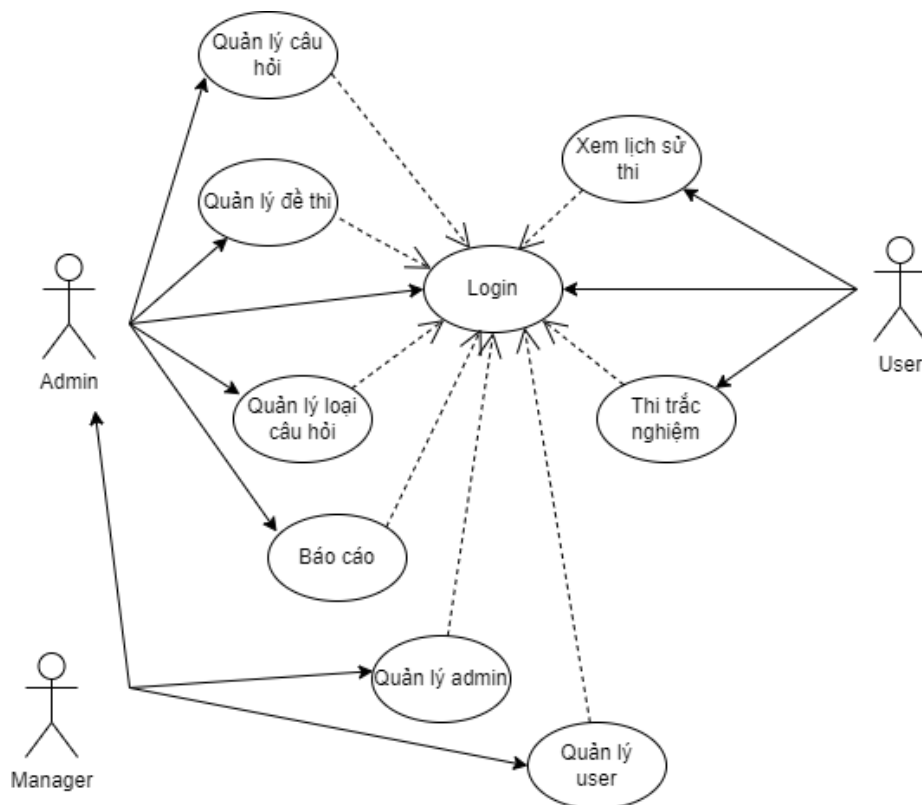 Quản lý câu
hỏi
Xem lịch sử
thi
Quản lý đề thi
Login
Admin
User
Quản lý loại
câu hỏi
Thi trắc
nghiệm
Báo cáo
Quản lý admin
Manager
Quản lý
user